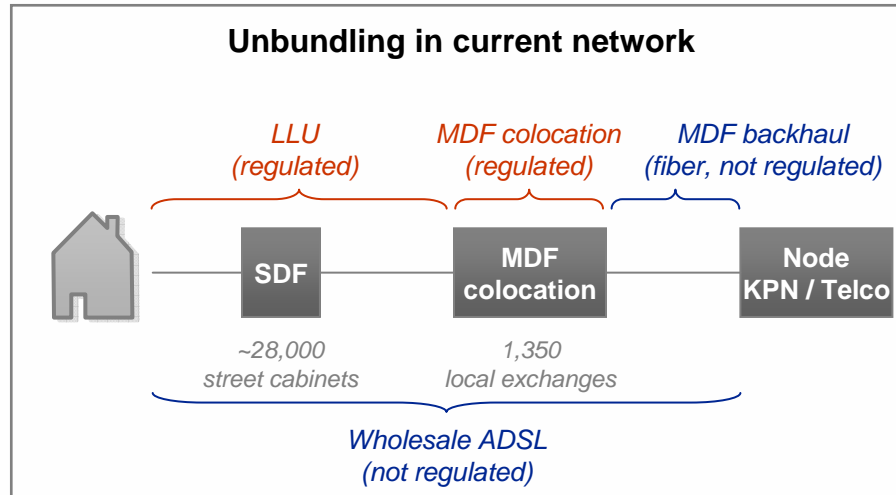 Unbundling in current network
LLU
(regulated)
MDF colocation
(regulated)
MDF backhaul
(fiber, not regulated)
SDF
MDF
colocation
Node
KPN / Telco
~28,000
street cabinets
1,350
local exchanges
Wholesale ADSL
(not regulated)